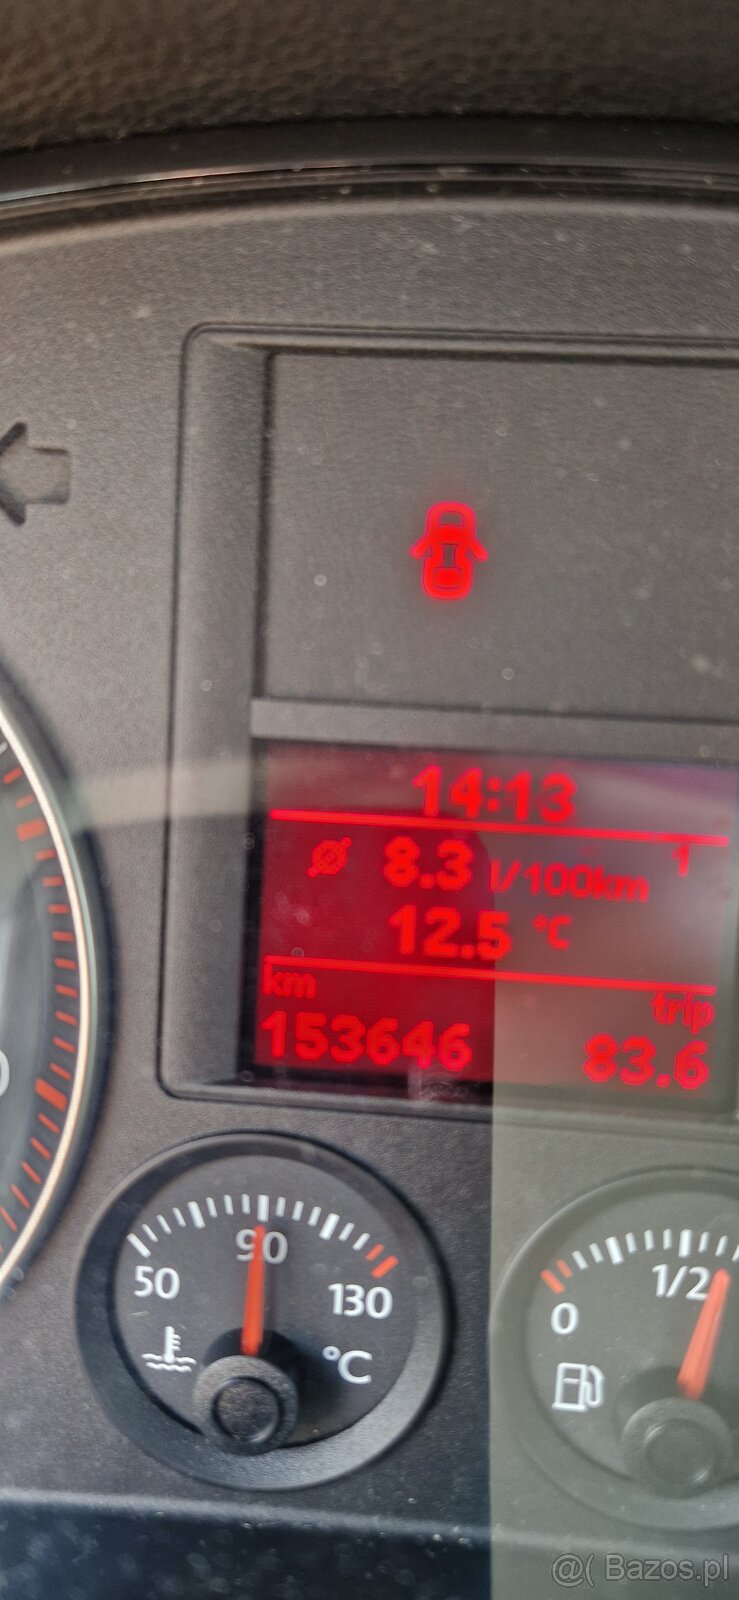 14:13
8.3 l/100km 1
12.5 °C
km trip
153646 83.6
50 90 130
°C
0 1/2
@( Bazos.pl